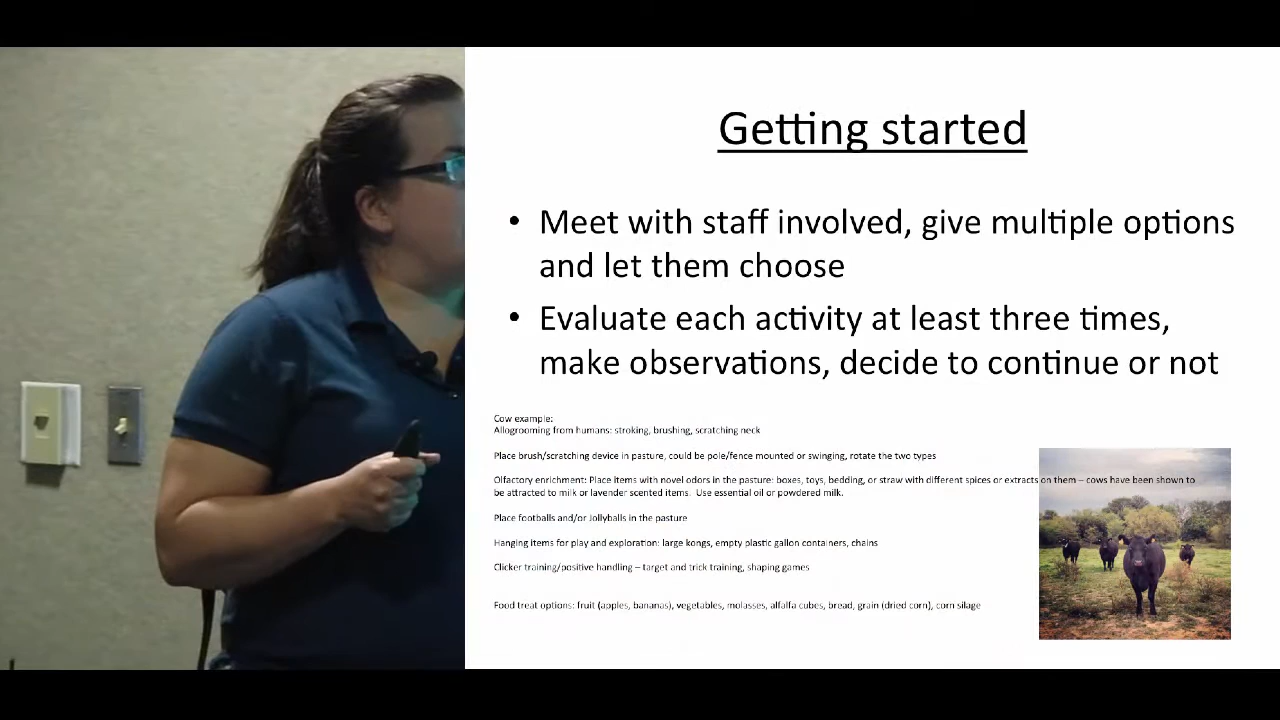 Getting started
• Meet with staff involved, give multiple options
and let them choose
• Evaluate each activity at least three times,
make observations, decide to continue or not
Cow example:
Allogrooming from humans: stroking, brushing, scratching neck
Place brush/scratching device in pasture, could be pole/fence mounted or swinging, rotate the two types
Olfactory enrichment: Place items with novel odors in the pasture: boxes, toys, bedding, or straw with different spices or extracts on them – cows have been shown to
be attracted to milk or lavender scented items. Use essential oil or powdered milk.
Place footballs and/or Jollyballs in the pasture
Hanging items for play and exploration: large kongs, empty plastic gallon containers, chains
Clicker training/positive handling – target and trick training, shaping games
Food treat options: fruit (apples, bananas), vegetables, molasses, alfalfa cubes, bread, grain (dried corn), corn silage